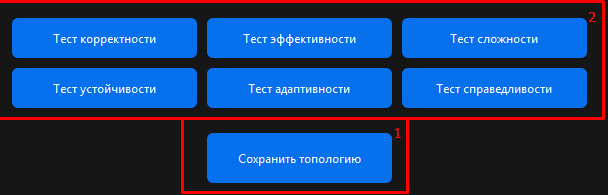 2
Тест корректности Тест эффективности Тест сложности
Тест устойчивости Тест адаптивности Тест справедливости
1
Сохранить топологию